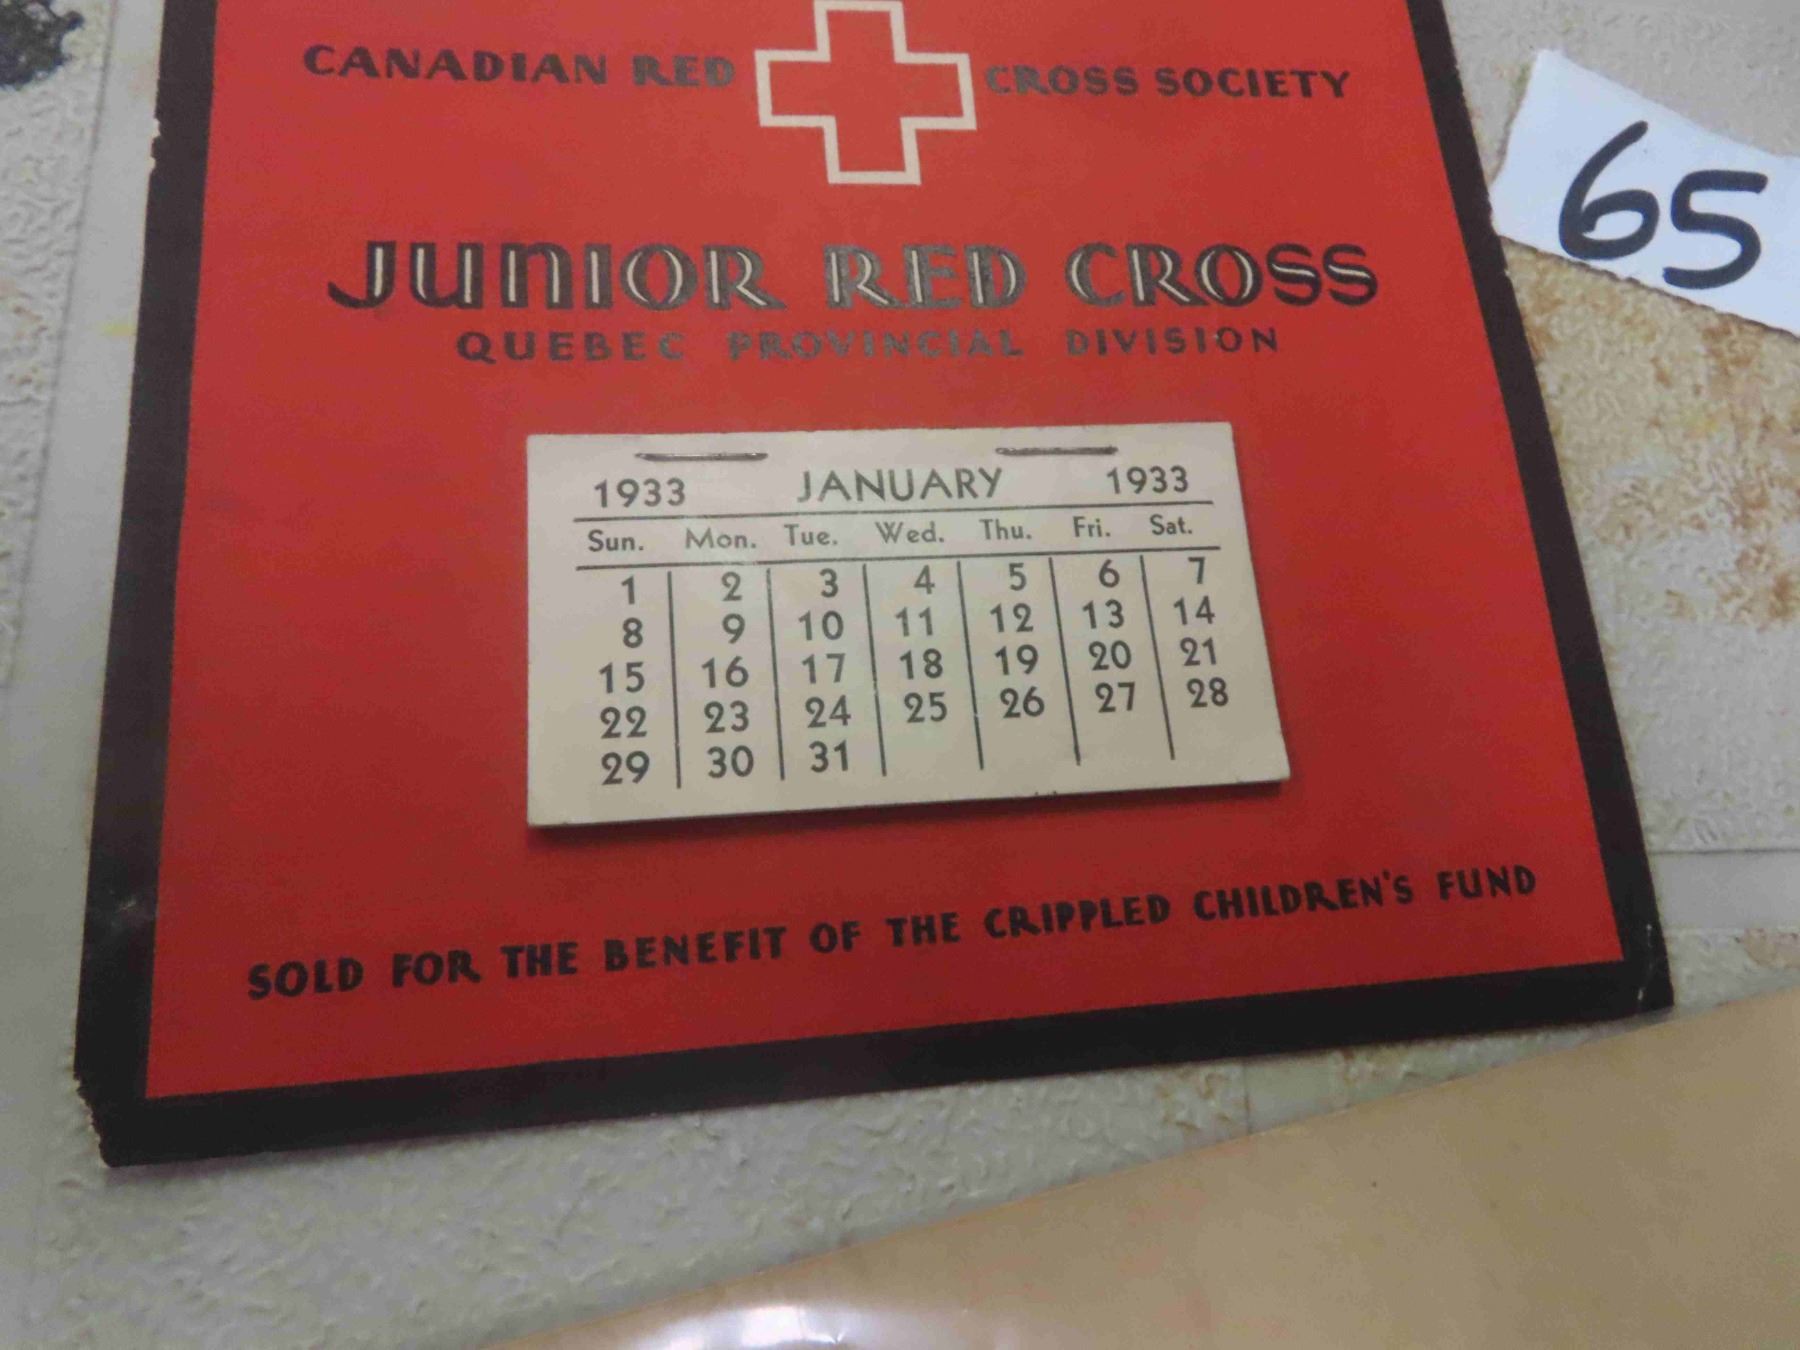 CANADIAN RED CROSS SOCIETY
65
JUNIOR RED CROSS
QUEBEC PROVINCIAL DIVISION
1933 JANUARY 1933
Sun. Mon. Tue. Wed. Thu. Fri. Sat.
1 2 3 4 5 6 7
8 9 10 11 12 13 14
15 16 17 18 19 20 21
22 23 24 25 26 27 28
29 30 31
SOLD FOR THE BENEFIT OF THE CRIPPLED CHILDREN'S FUND